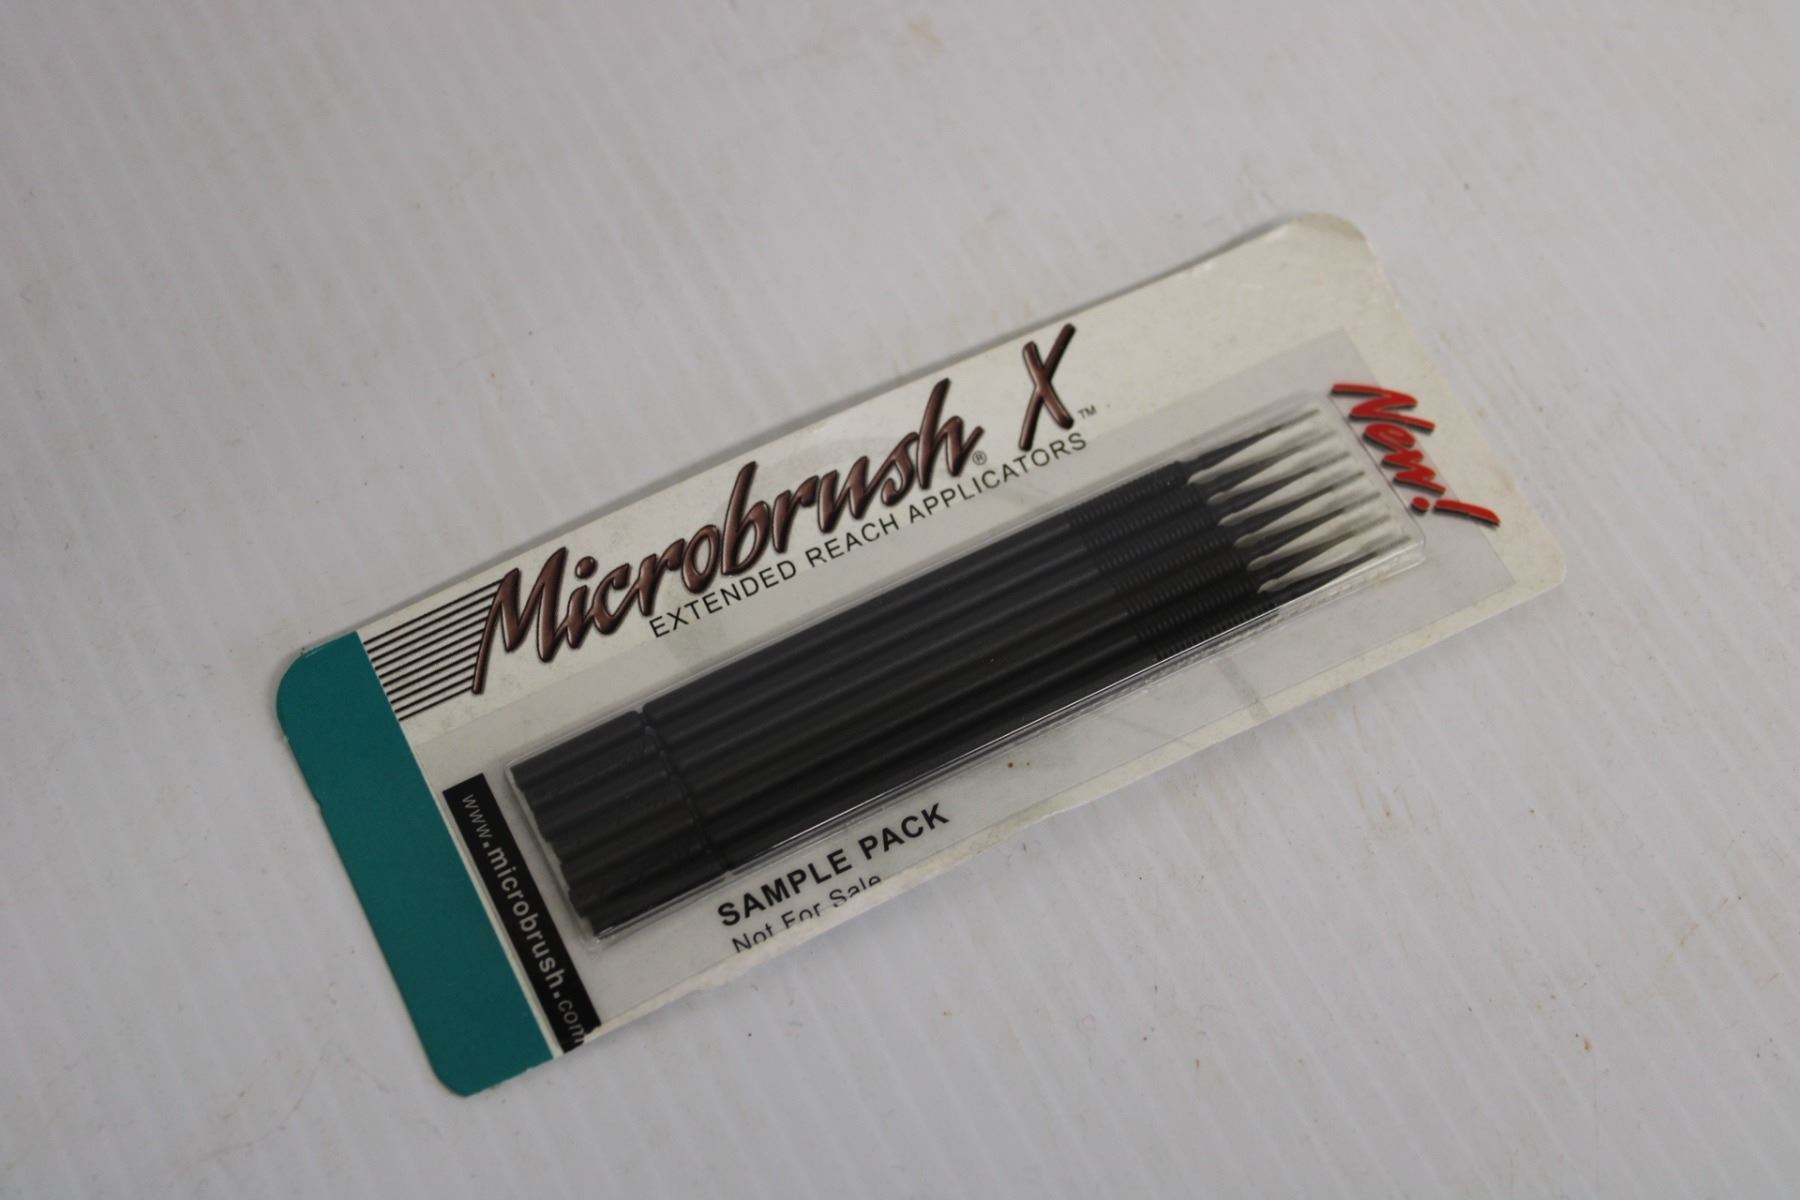 Microbrush® X™
EXTENDED REACH APPLICATORS
New!
www.microbrush.com
SAMPLE PACK
Not For Sale